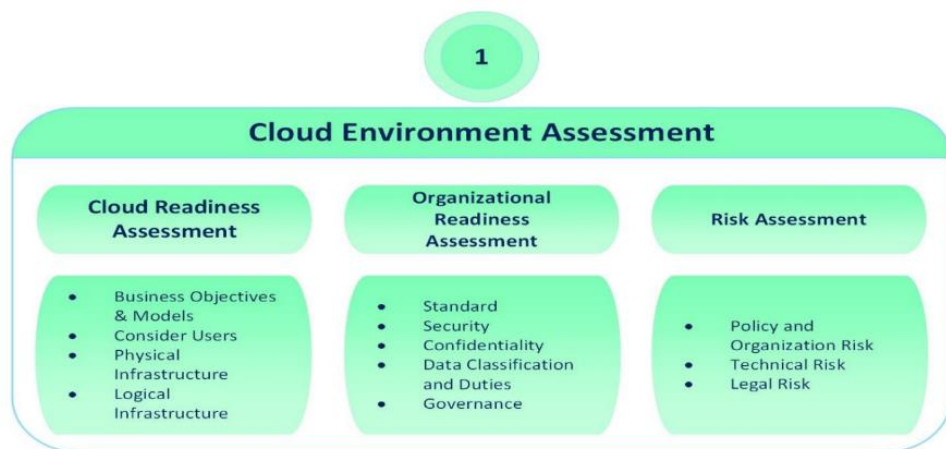 1
Cloud Environment Assessment
Cloud Readiness
Assessment
Organizational
Readiness
Assessment
Risk Assessment
• Business Objectives
& Models
• Consider Users
• Physical
Infrastructure
• Logical
Infrastructure
• Standard
• Security
• Confidentiality
• Data Classification
and Duties
• Governance
• Policy and
Organization Risk
• Technical Risk
• Legal Risk